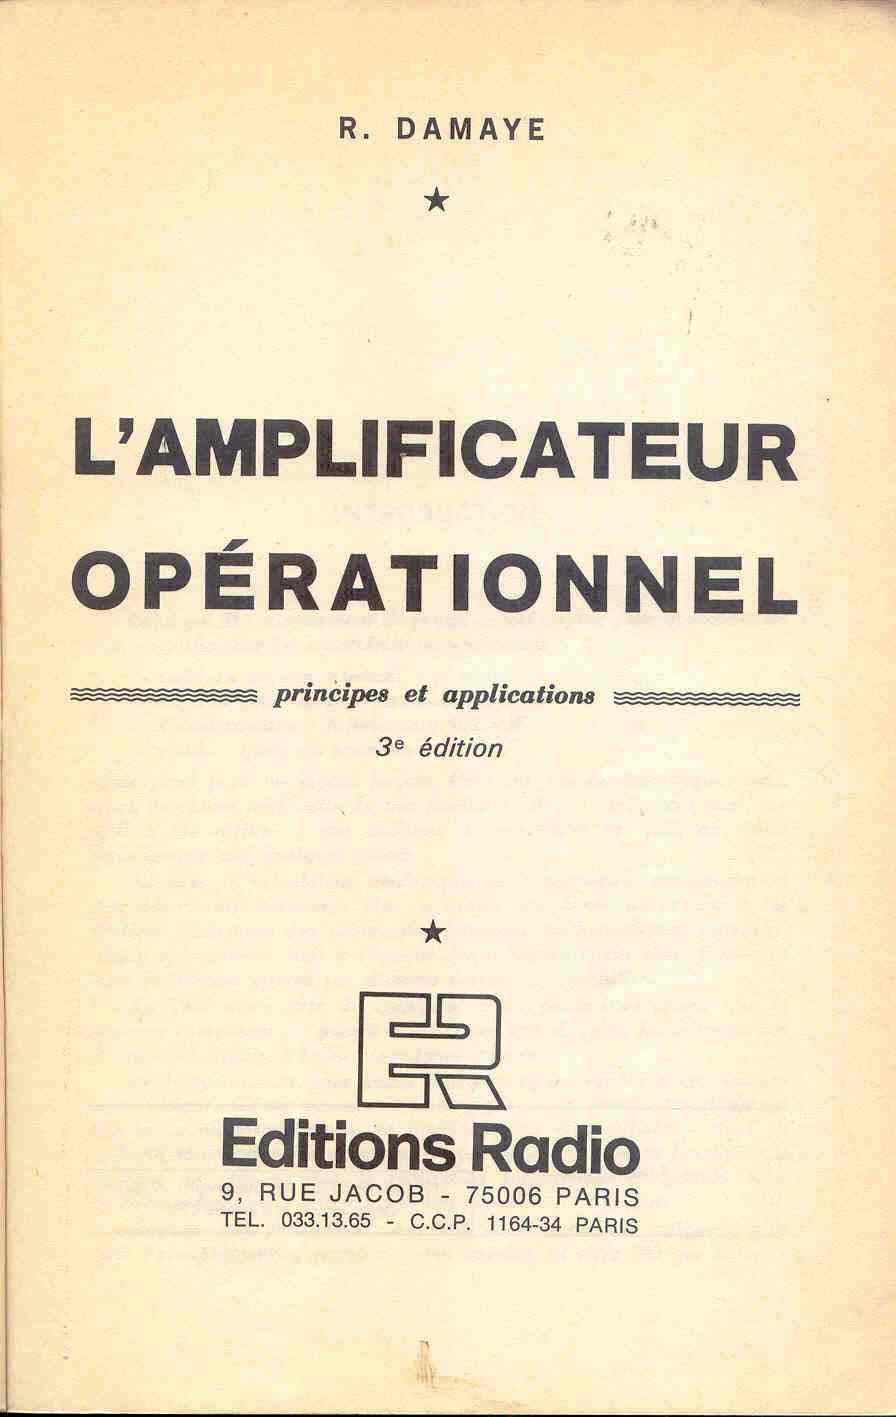 R. DAMAYE
★
L'AMPLIFICATEUR
OPÉRATIONNEL
principes et applications
3e édition
★
ER
Editions Radio
9, RUE JACOB - 75006 PARIS
TEL. 033.13.65 - C.C.P. 1164-34 PARIS